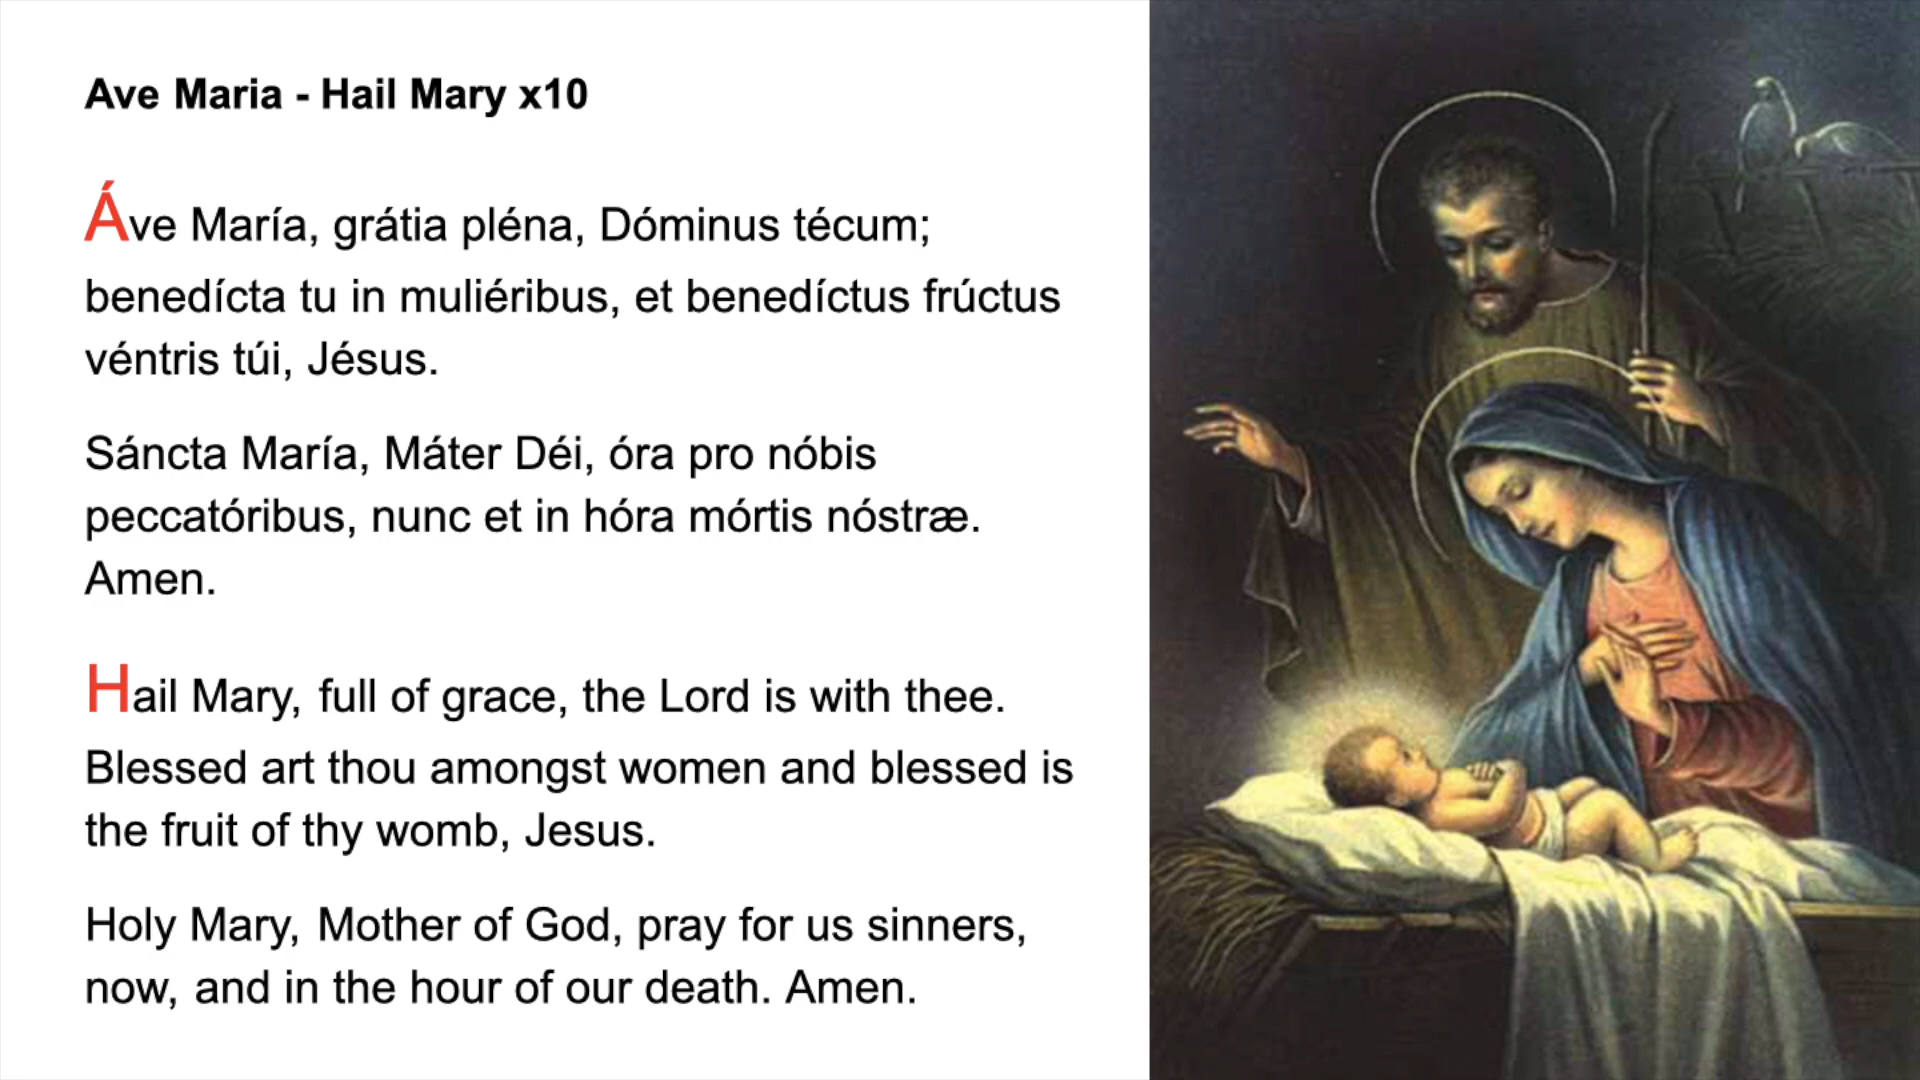 Ave Maria - Hail Mary x10
Áve María, grátia pléna, Dóminus técum;
benedícta tu in muliéribus, et benedíctus frúctus
véntris túi, Jésus.
Sáncta María, Máter Déi, óra pro nóbis
peccatóribus, nunc et in hóra mórtis nóstræ.
Amen.
Hail Mary, full of grace, the Lord is with thee.
Blessed art thou amongst women and blessed is
the fruit of thy womb, Jesus.
Holy Mary, Mother of God, pray for us sinners,
now, and in the hour of our death. Amen.